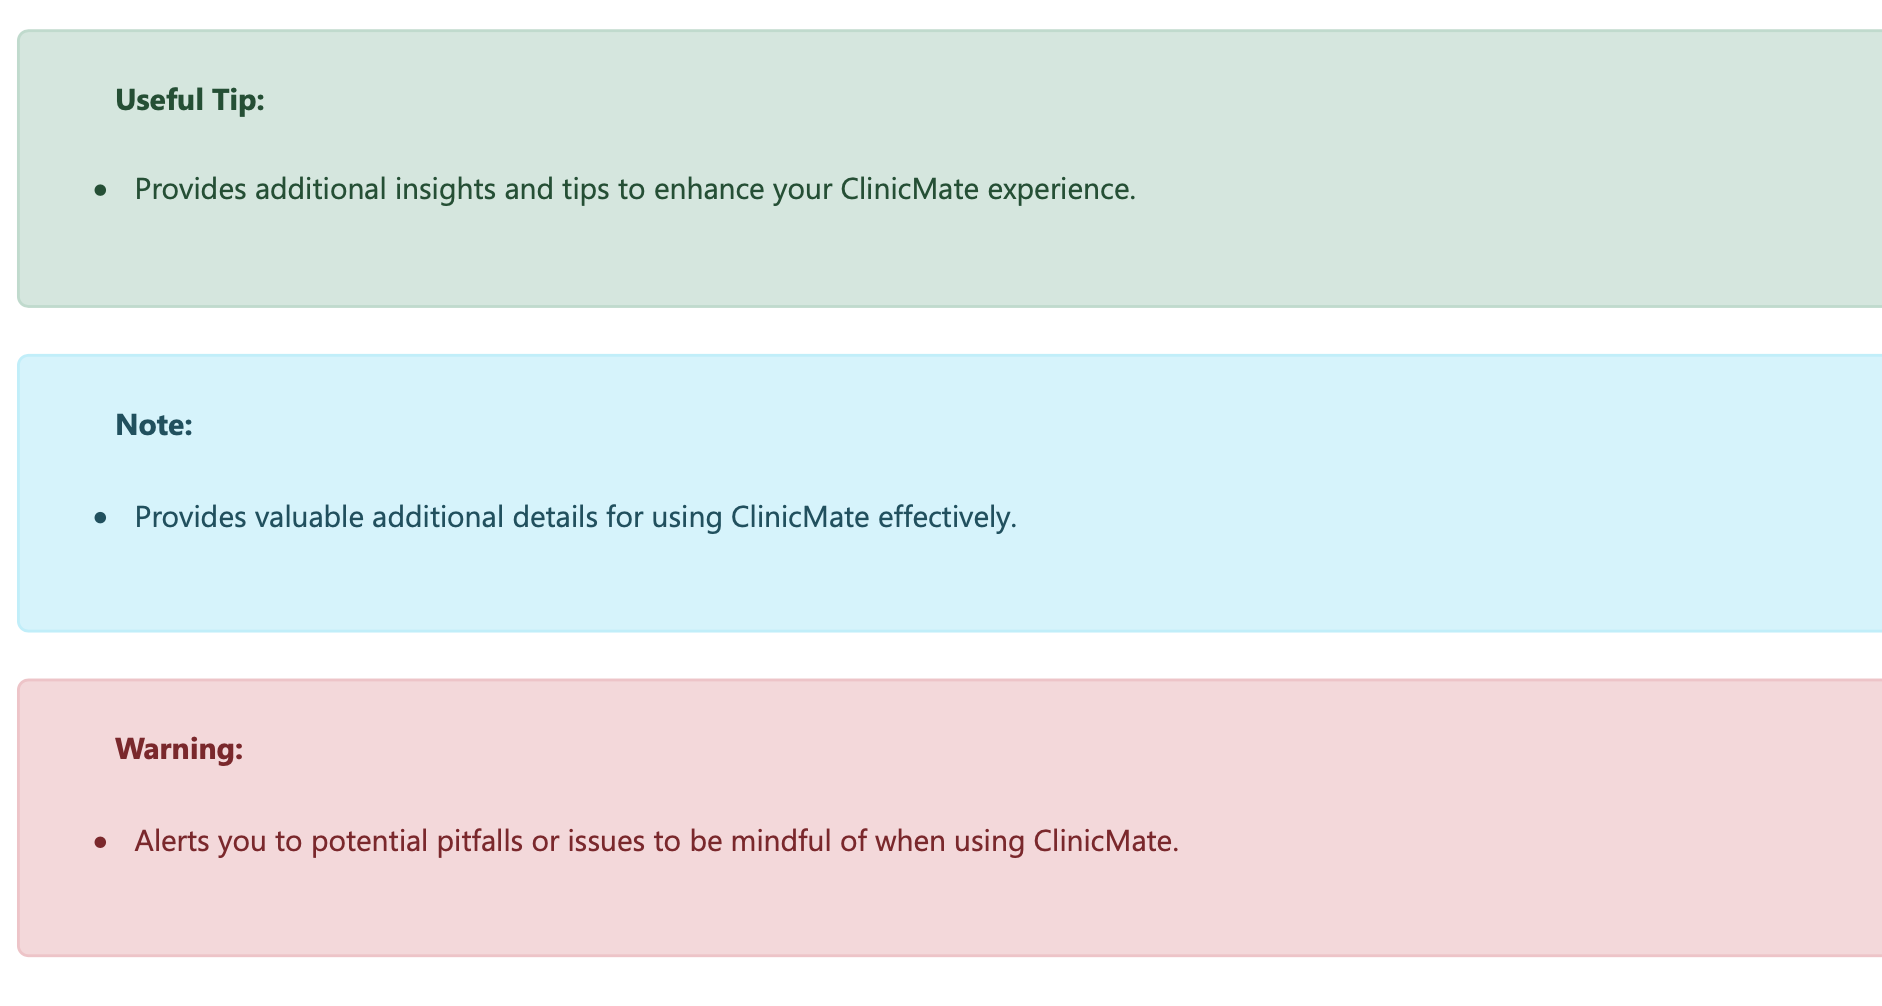 Useful Tip:
• Provides additional insights and tips to enhance your ClinicMate experience.
Note:
• Provides valuable additional details for using ClinicMate effectively.
Warning:
• Alerts you to potential pitfalls or issues to be mindful of when using ClinicMate.